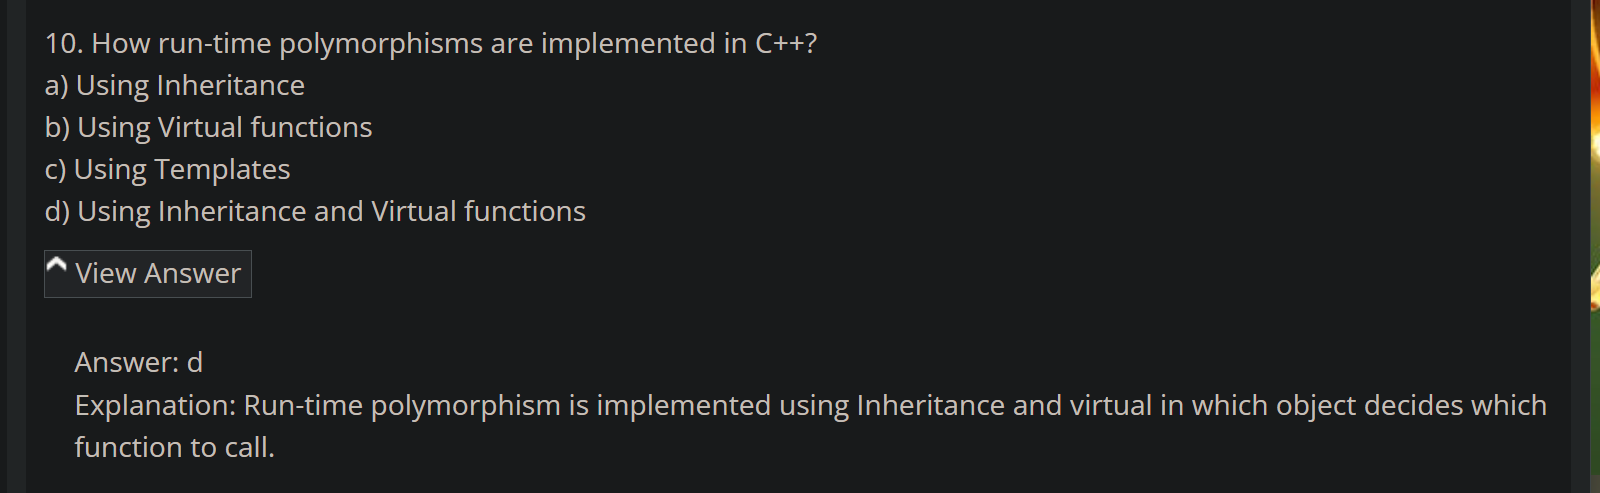 10. How run-time polymorphisms are implemented in C++?
a) Using Inheritance
b) Using Virtual functions
c) Using Templates
d) Using Inheritance and Virtual functions
View Answer
Answer: d
Explanation: Run-time polymorphism is implemented using Inheritance and virtual in which object decides which
function to call.